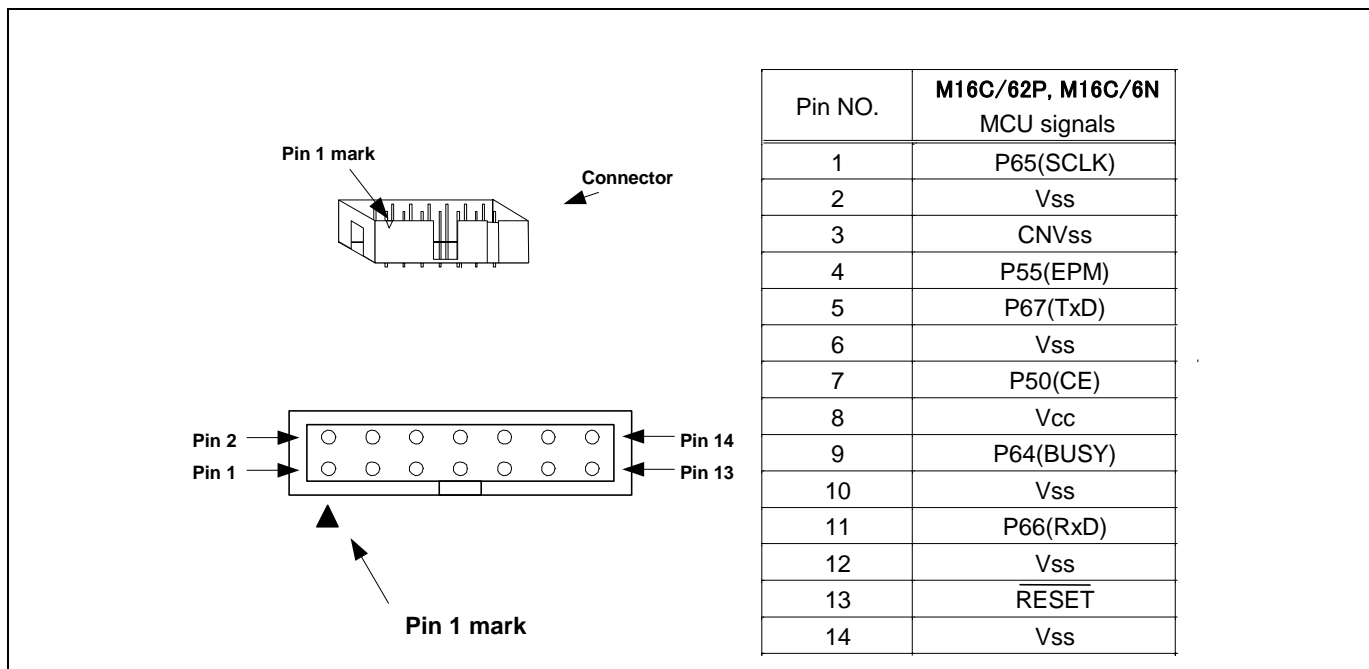 Pin 1 mark
Connector
Pin 2
Pin 14
Pin 1
Pin 13
Pin 1 mark
Pin NO. M16C/62P, M16C/6N MCU signals
1 P65(SCLK)
2 Vss
3 CNVss
4 P55(EPM)
5 P67(TxD)
6 Vss
7 P50(CE)
8 Vcc
9 P64(BUSY)
10 Vss
11 P66(RxD)
12 Vss
13 RESET
14 Vss